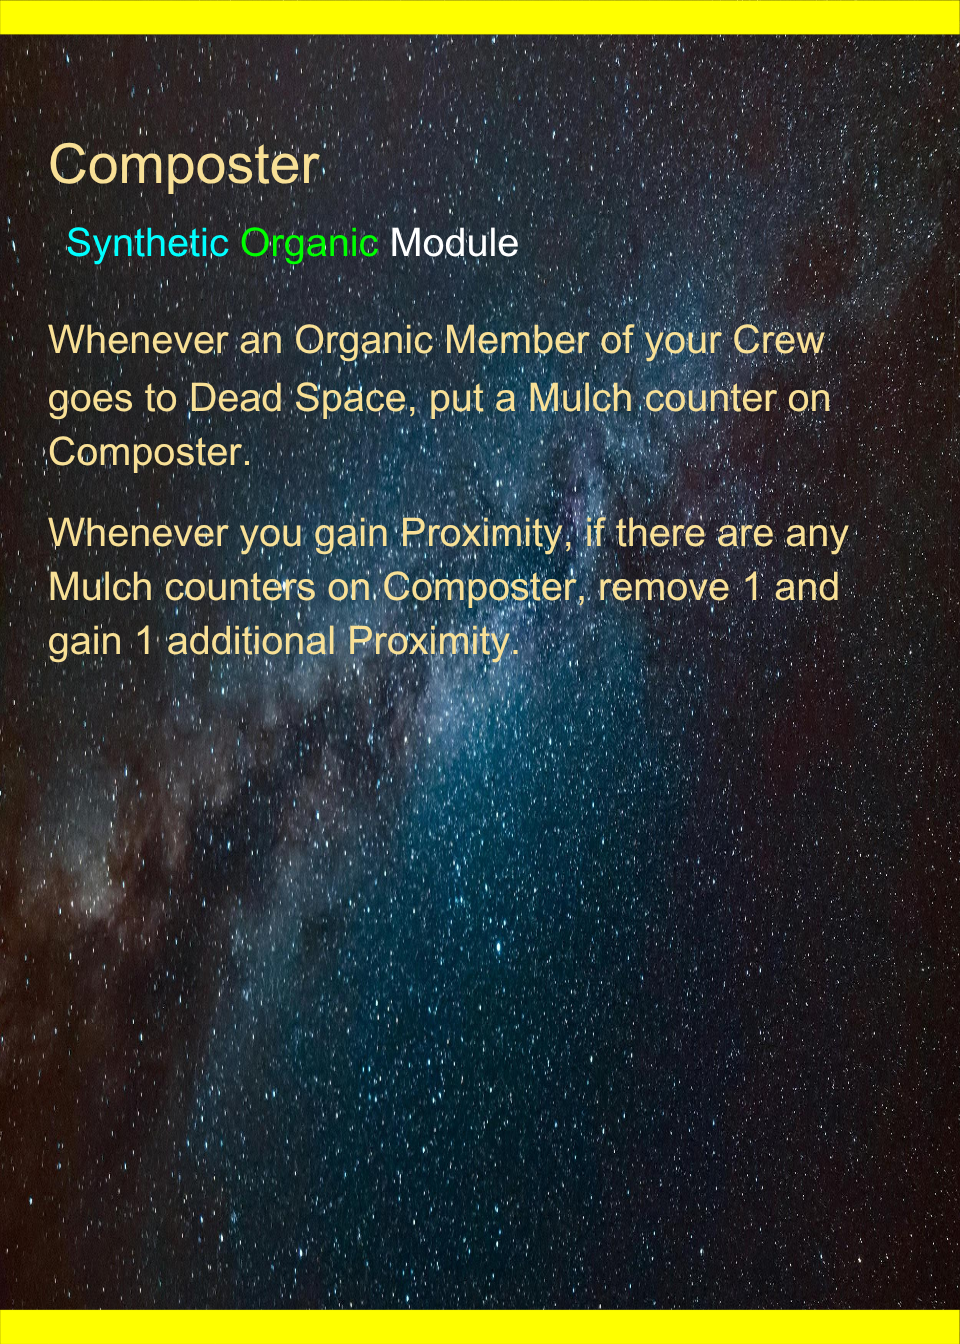 Composter
Synthetic Organic Module
Whenever an Organic Member of your Crew
goes to Dead Space, put a Mulch counter on
Composter.
Whenever you gain Proximity, if there are any
Mulch counters on Composter, remove 1 and
gain 1 additional Proximity.